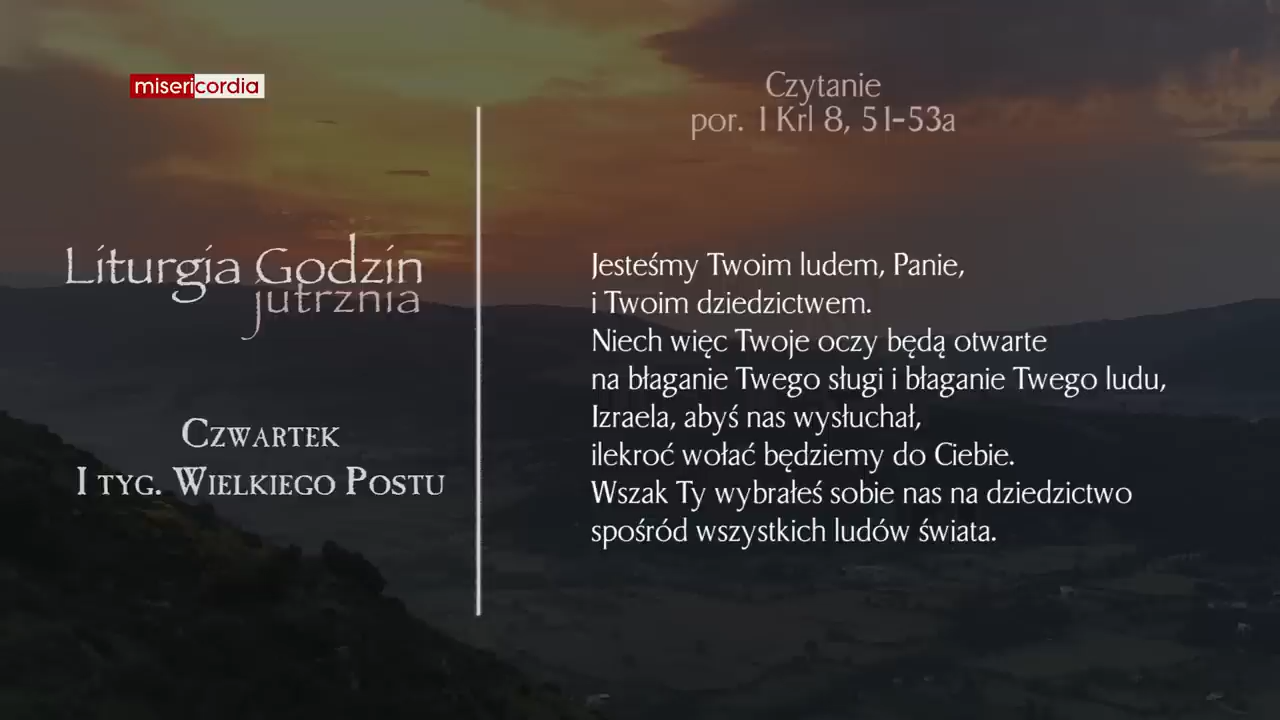 misericordia
Liturgia Godzin
jutrznia
Czwartek
I tyg. Wielkiego Postu
Czytanie
por. 1 Krl 8, 51-53a
Jesteśmy Twoim ludem, Panie,
i Twoim dziedzictwem.
Niech więc Twoje oczy będą otwarte
na błaganie Twego sługi i błaganie Twego ludu,
Izraela, abyś nas wysłuchał,
ilekroć wołać będziemy do Ciebie.
Wszak Ty wybrałeś sobie nas na dziedzictwo
spośród wszystkich ludów świata.